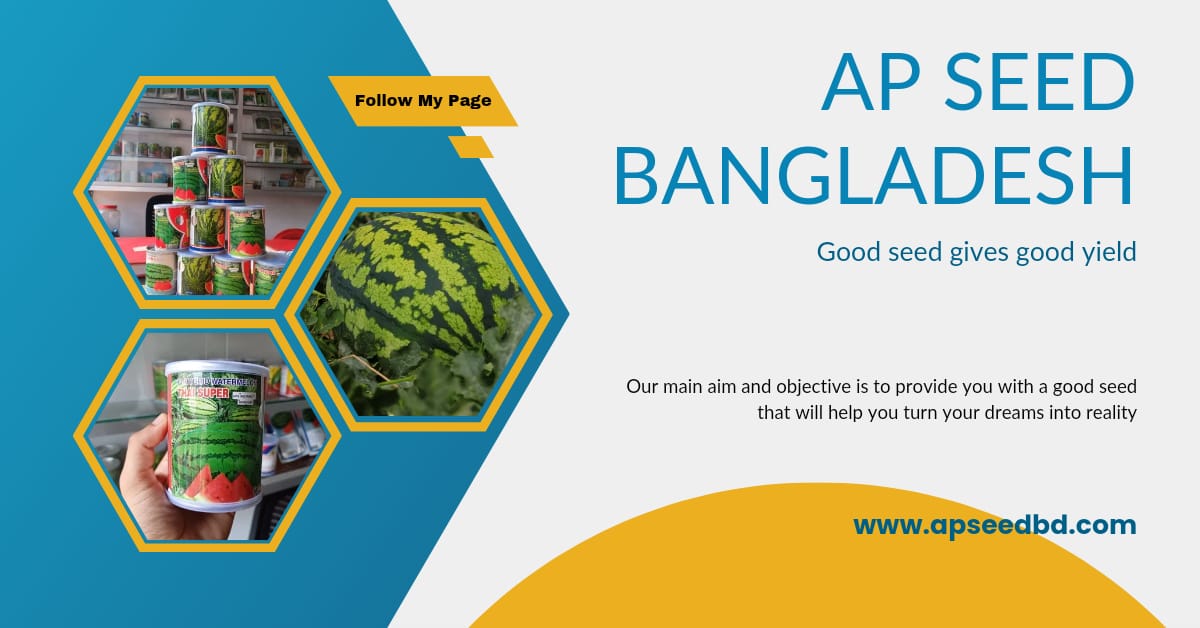 Follow My Page
AP SEED
BANGLADESH
Good seed gives good yield
Our main aim and objective is to provide you with a good seed
that will help you turn your dreams into reality
www.apseedbd.com
SUPER